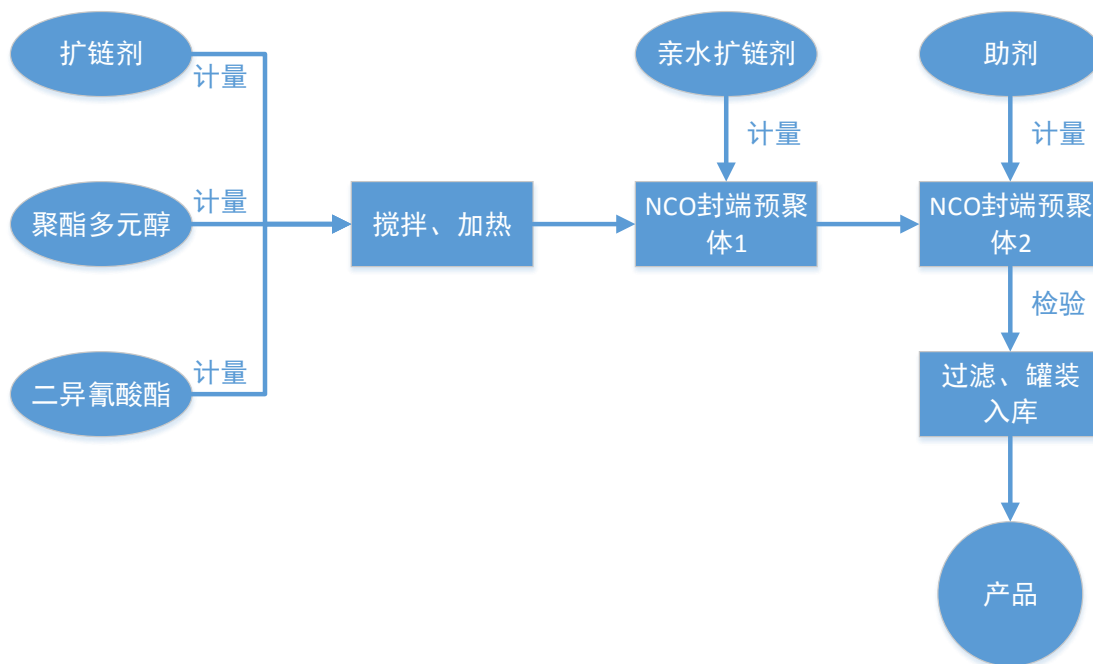 扩链剂
亲水扩链剂
助剂
计量
计量
计量
计量
聚酯多元醇
搅拌、加热
NCO封端预聚
体1
NCO封端预聚
体2
检验
计量
二异氰酸酯
过滤、罐装
入库
产品